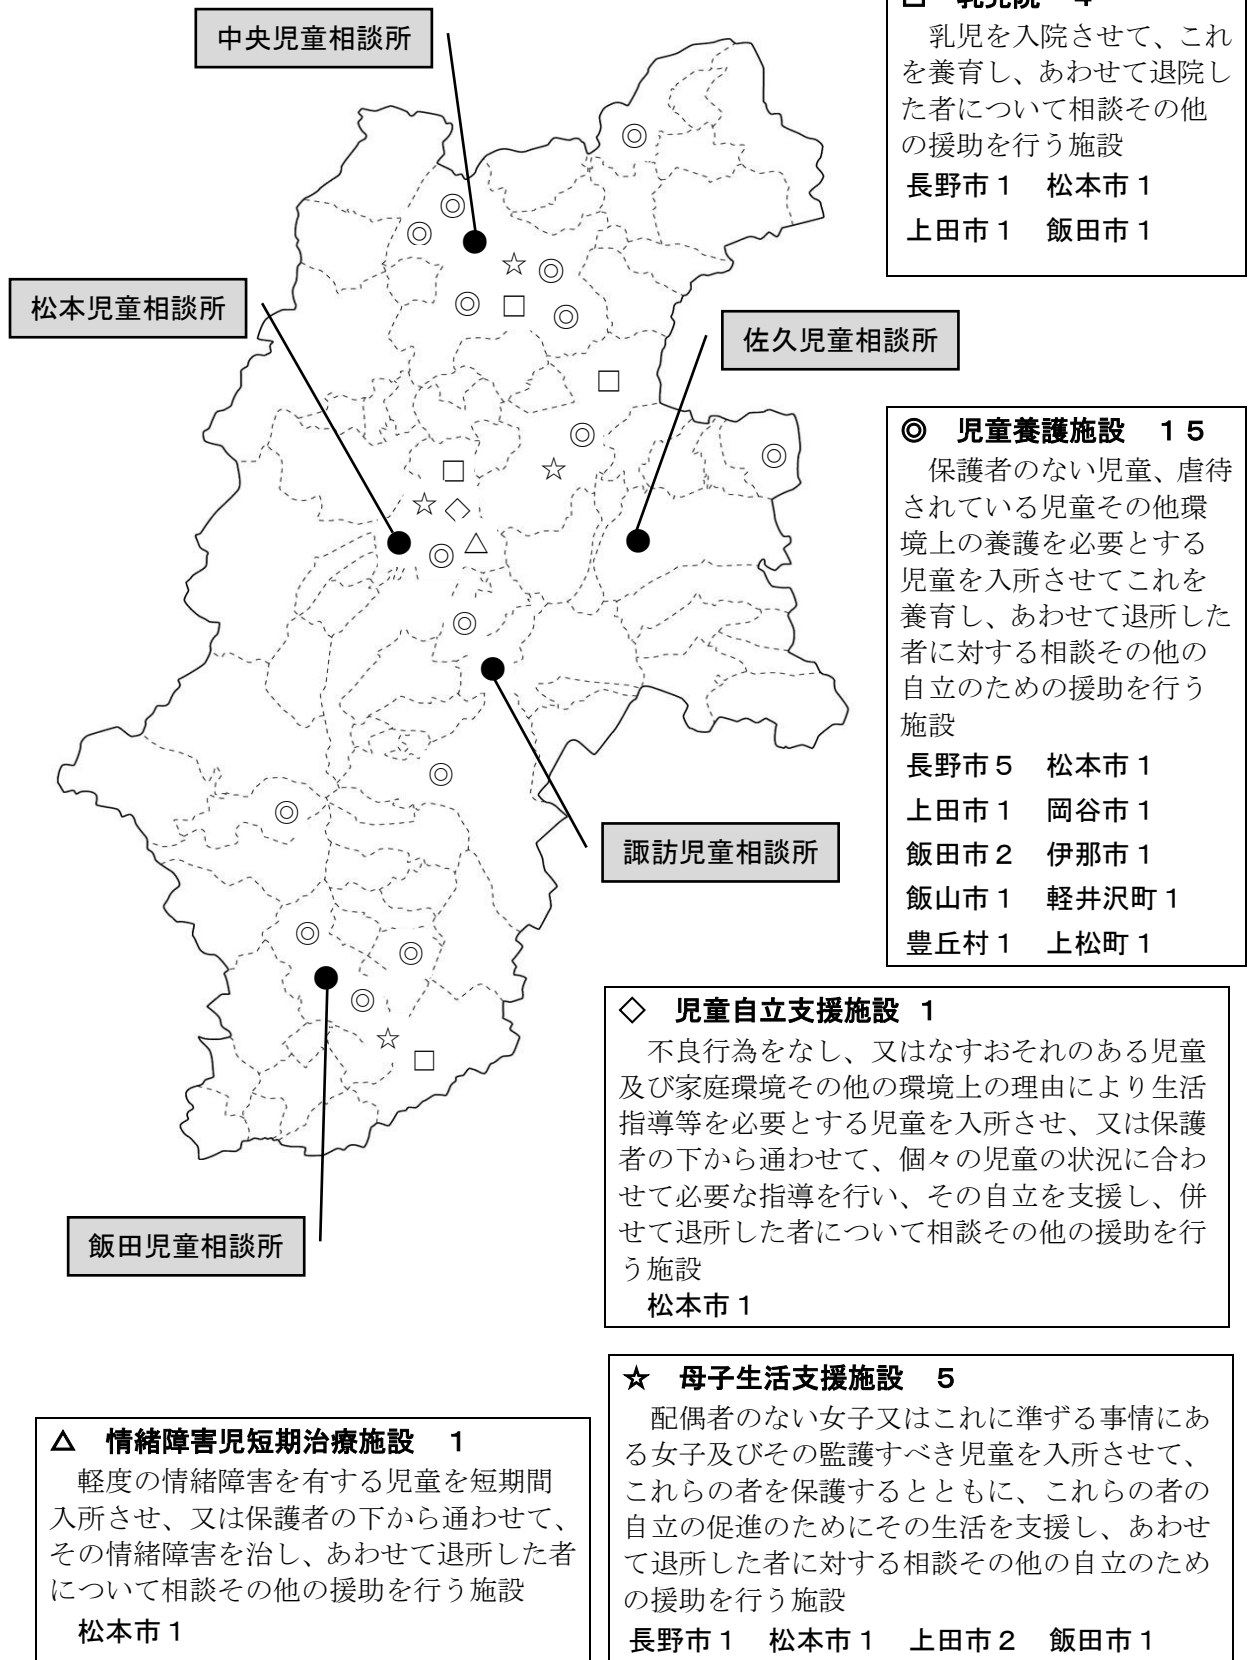 中央児童相談所
松本児童相談所
佐久児童相談所
諏訪児童相談所
飯田児童相談所
□ 乳児院 4
乳児を入院させて、これ
を養育し、あわせて退院し
た者について相談その他
の援助を行う施設
長野市1 松本市1
上田市1 飯田市1
◎ 児童養護施設 15
保護者のない児童、虐待
されている児童その他環
境上の養護を必要とする
児童を入所させてこれを
養育し、あわせて退所した
者に対する相談その他の
自立のための援助を行う
施設
長野市5 松本市1
上田市1 岡谷市1
飯田市2 伊那市1
飯山市1 軽井沢町1
豊丘村1 上松町1
◇ 児童自立支援施設 1
不良行為をなし、又はなすおそれのある児童
及び家庭環境その他の環境上の理由により生活
指導等を必要とする児童を入所させ、又は保護
者の下から通わせて、個々の児童の状況に合わ
せて必要な指導を行い、その自立を支援し、併
せて退所した者について相談その他の援助を行
う施設
松本市1
☆ 母子生活支援施設 5
配偶者のない女子又はこれに準ずる事情にあ
る女子及びその監護すべき児童を入所させて、
これらの者を保護するとともに、これらの者の
自立の促進のためにその生活を支援し、あわせ
て退所した者に対する相談その他の自立のため
の援助を行う施設
長野市1 松本市1 上田市2 飯田市1
△ 情緒障害児短期治療施設 1
軽度の情緒障害を有する児童を短期間
入所させ、又は保護者の下から通わせて、
その情緒障害を治し、あわせて退所した者
について相談その他の援助を行う施設
松本市1